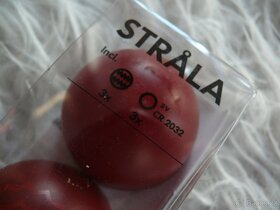 STRÅLA
Incl.
3x
3V
3x
CR 2032